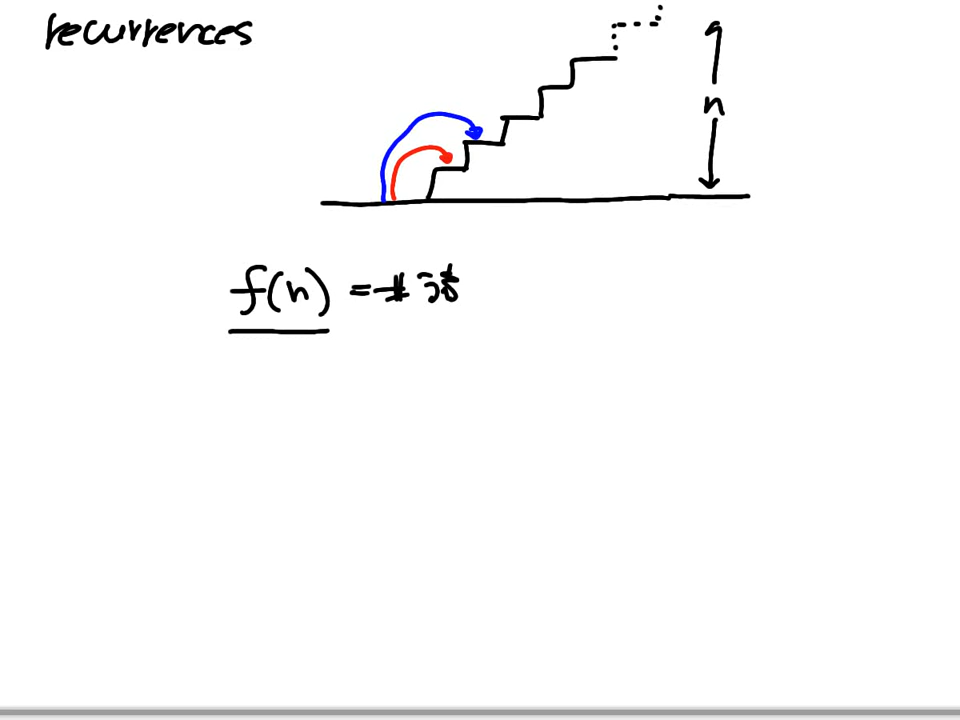 recurrences
n
f(n) = #